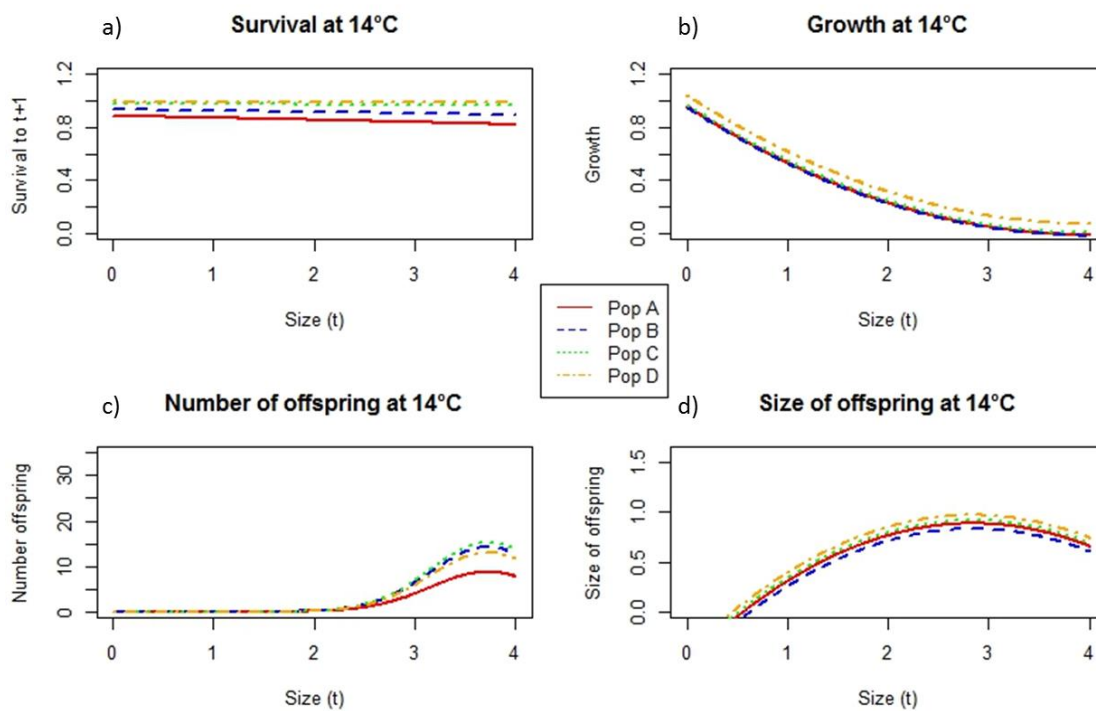 a)
Survival at 14°C
Survival to t+1
0.0 0.4 0.8 1.2
0 1 2 3 4
Size (t)
b)
Growth at 14°C
Growth
0.0 0.4 0.8 1.2
0 1 2 3 4
Size (t)
Pop A
Pop B
Pop C
Pop D
c)
Number of offspring at 14°C
Number offspring
0 10 20 30
0 1 2 3 4
Size (t)
d)
Size of offspring at 14°C
Size of offspring
0.0 0.5 1.0 1.5
0 1 2 3 4
Size (t)